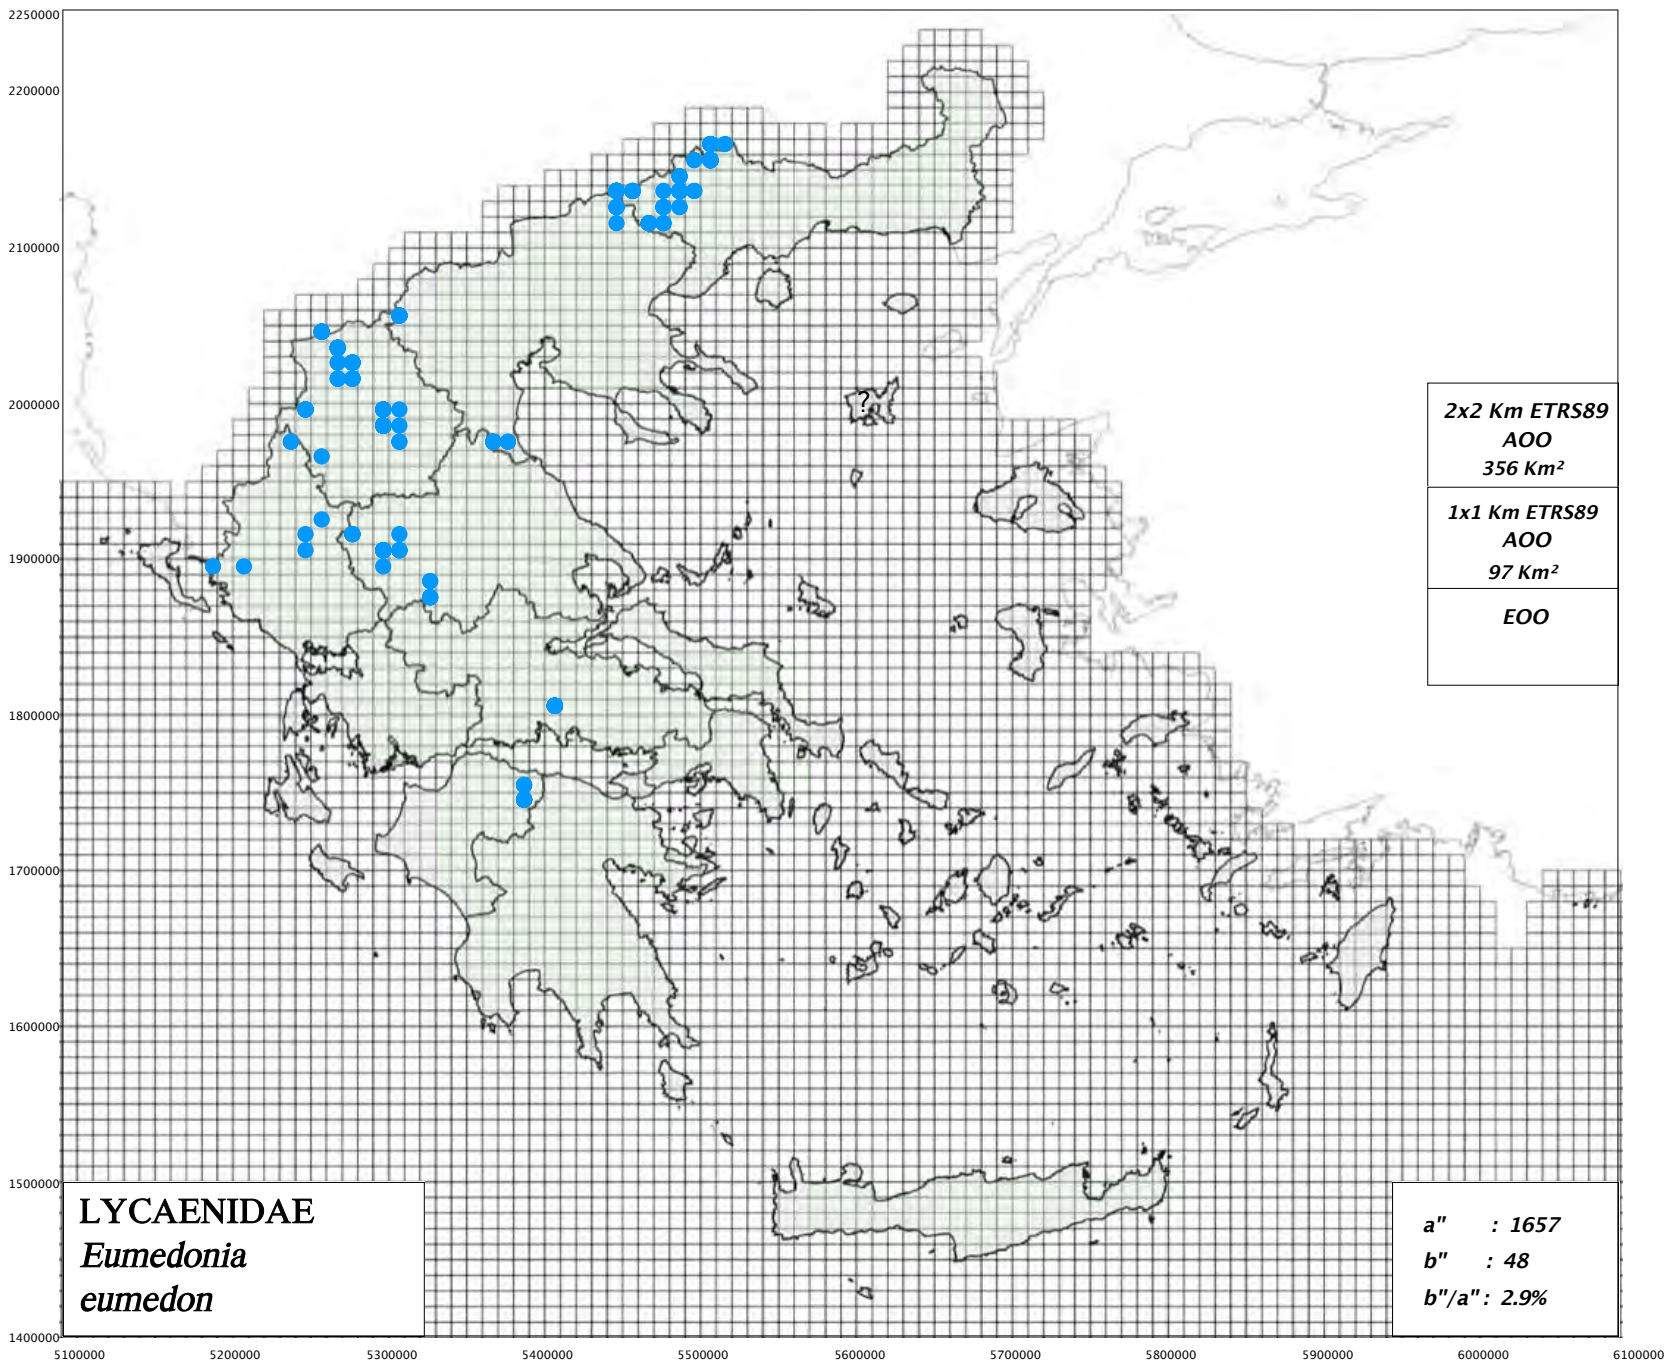 2250000
2200000
2100000
2000000
1900000
1800000
1700000
1600000
1500000
1400000
?
2x2 Km ETRS89
AOO
356 Km²
1x1 Km ETRS89
AOO
97 Km²
EOO
LYCAENIDAE
Eumedonia
eumedon
a" : 1657
b" : 48
b"/a" : 2.9%
5100000 5200000 5300000 5400000 5500000 5600000 5700000 5800000 5900000 6000000 6100000